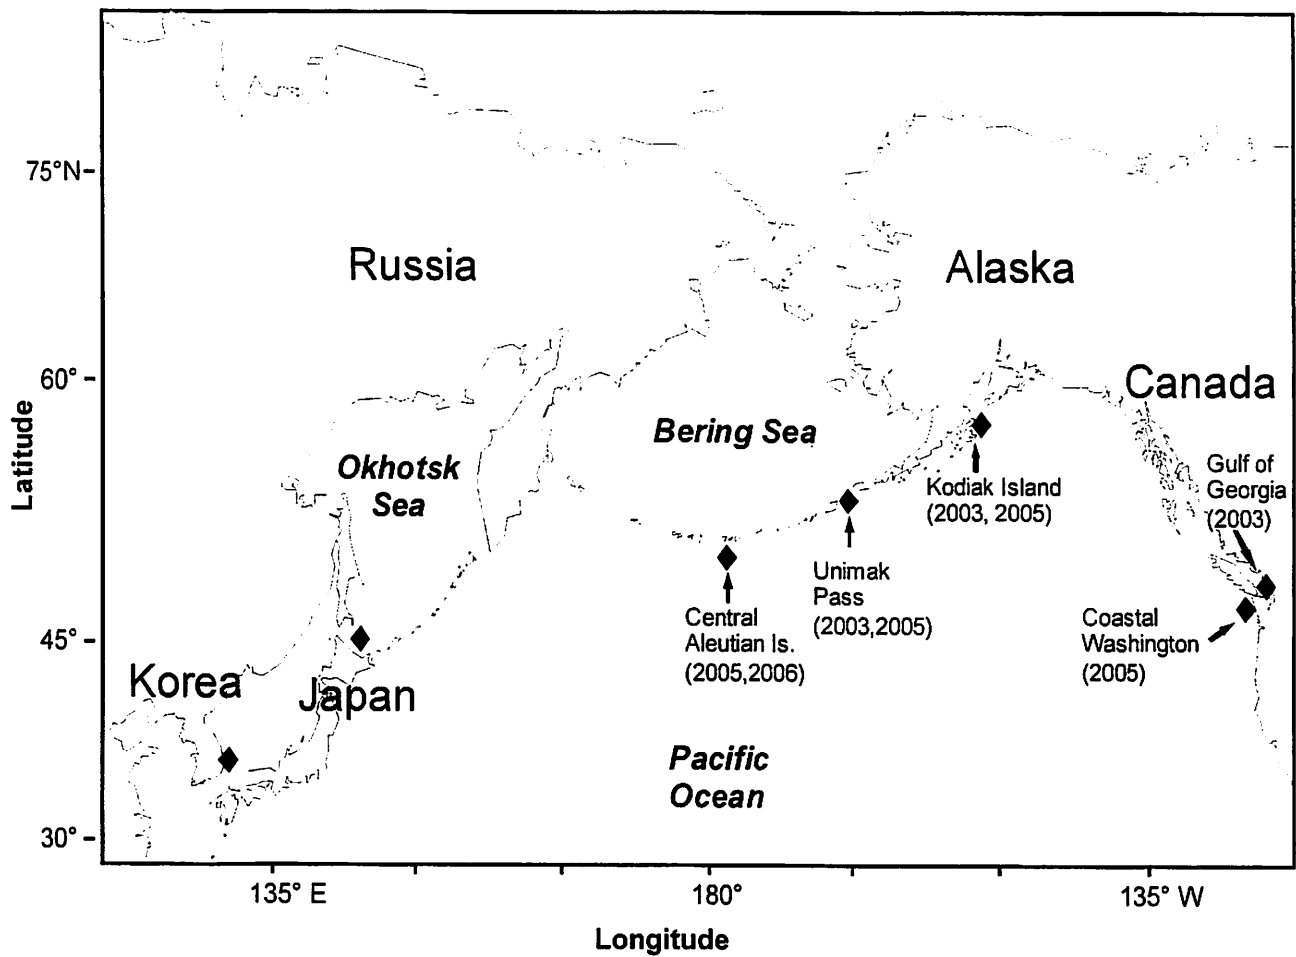 75°N
Russia
Alaska
60°
Canada
Bering Sea
Okhotsk
Sea
Gulf of
Georgia
(2003)
Kodiak Island
(2003, 2005)
Latitude
Unimak
Pass
(2003,2005)
Central
Aleutian Is.
(2005,2006)
Coastal
Washington
(2005)
45°
Korea
Japan
Pacific
Ocean
30°
135° E
180°
135° W
Longitude